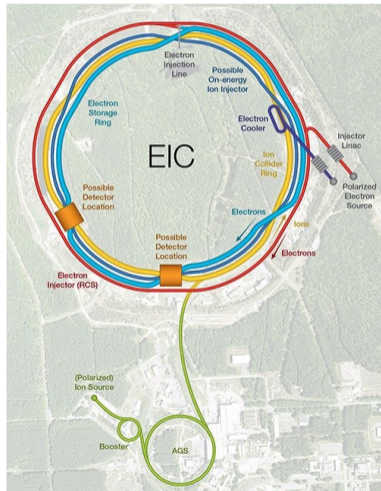 Electron
Injection
Line
Possible
On-energy
Ion Injector
Electron
Storage
Ring
Electron
Cooler
Injector
Linac
EIC
Ion
Collider
Ring
Polarized
Electron
Source
Possible
Detector
Location
Electrons
Ions
Possible
Detector
Location
Electrons
Electron
Injector (RCS)
(Polarized)
Ion Source
Booster
AGS